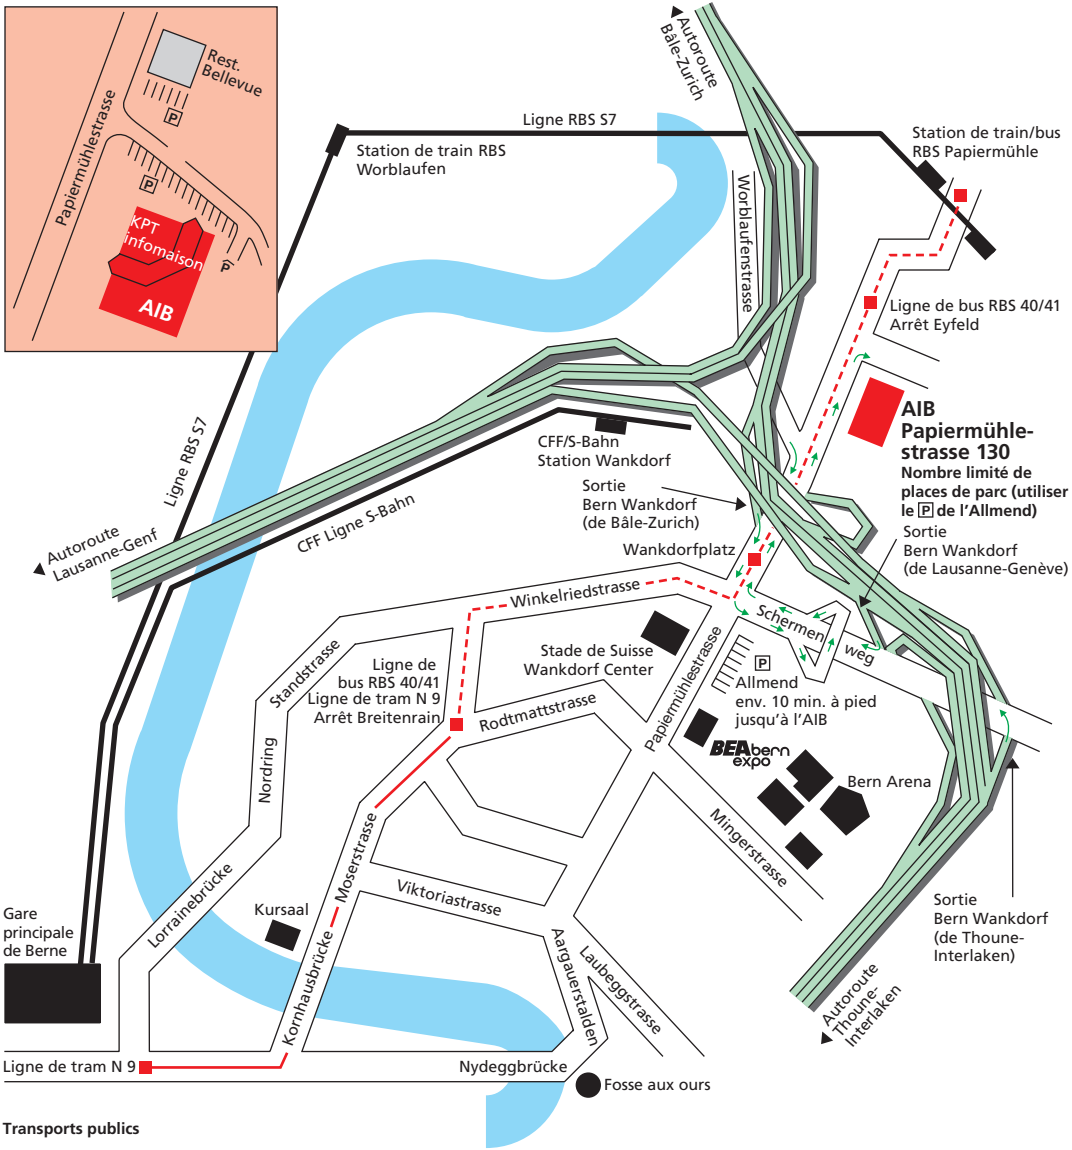 Rest.
Bellevue
P
Papiermühlestrasse
P
KPT
infomaison
P
AIB
Autoroute
Bâle-Zurich
Ligne RBS S7
Station de train RBS
Worblaufen
Station de train/bus
RBS Papiermühle
Worblaufenstrasse
Ligne de bus RBS 40/41
Arrêt Eyfeld
AIB
Papiermühle-
strasse 130
Nombre limité de
places de parc (utiliser
le P de l'Allmend)
Ligne RBS S7
CFF/S-Bahn
Station Wankdorf
CFF Ligne S-Bahn
Sortie
Bern Wankdorf
(de Bâle-Zurich)
Sortie
Bern Wankdorf
(de Lausanne-Genève)
Autoroute
Lausanne-Genf
Wankdorfplatz
Winkelriedstrasse
Schermen
weg
Standstrasse
Stade de Suisse
Wankdorf Center
Papiermühlestrasse
P
Allmend
env. 10 min. à pied
jusqu'à l'AIB
Ligne de
bus RBS 40/41
Ligne de tram N 9
Arrêt Breitenrain
Rodtmattstrasse
BEA bern
expo
Bern Arena
Nordring
Mingerstrasse
Moserstrasse
Viktoriastrasse
Lorrainebrücke
Kursaal
Gare
principale
de Berne
Sortie
Bern Wankdorf
(de Thoune-
Interlaken)
Kornhausbrücke
Aargauerstalden
Laubeggstrasse
Autoroute
Thoune-
Interlaken
Ligne de tram N 9
Nydeggbrücke
Fosse aux ours
Transports publics